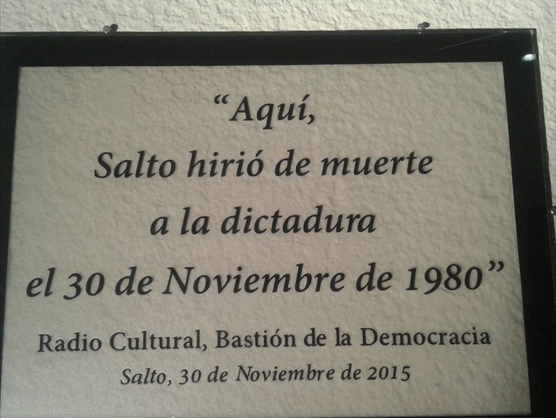 “Aquí,
Salto hirió de muerte
a la dictadura
el 30 de Noviembre de 1980”
Radio Cultural, Bastión de la Democracia
Salto, 30 de Noviembre de 2015